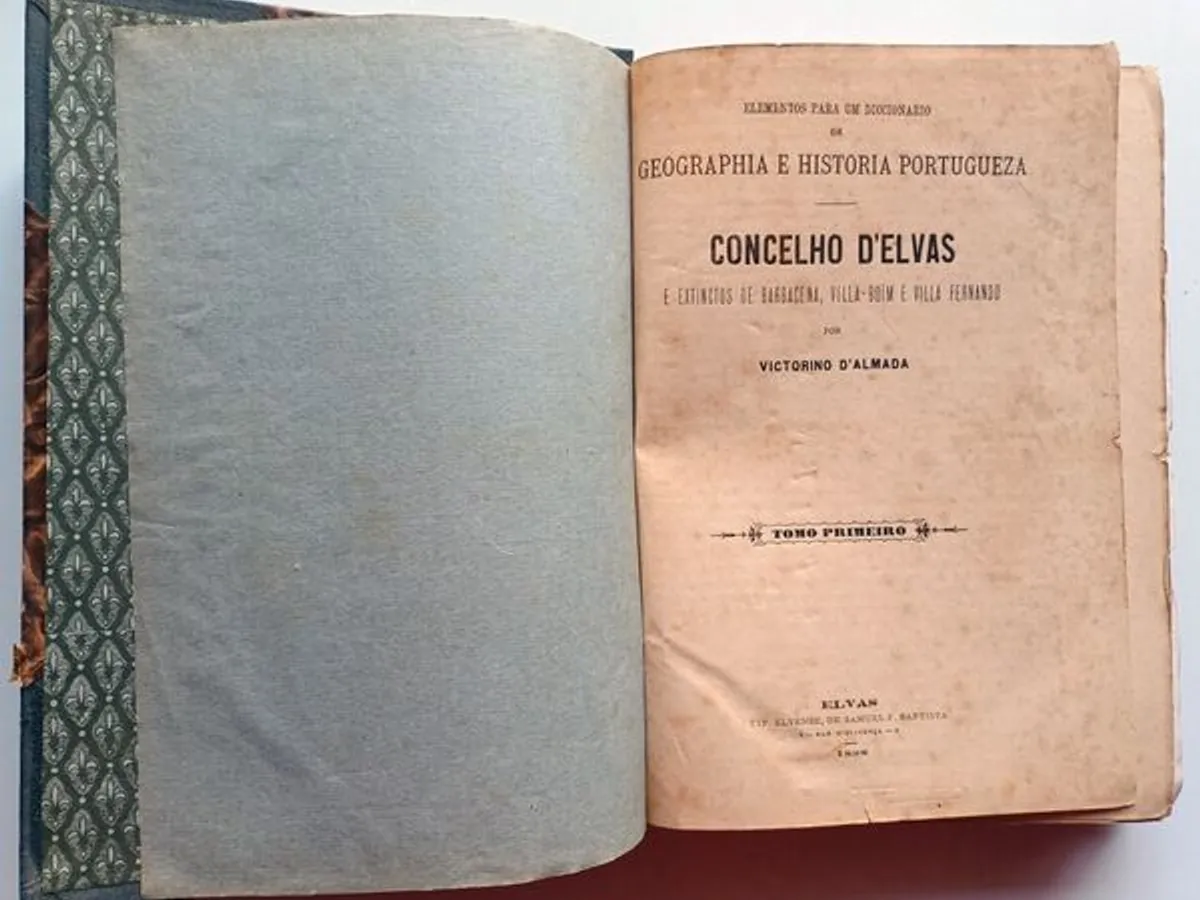 ELEMENTOS PARA UM DICCIONARIO
DE
GEOGRAPHIA E HISTORIA PORTUGUEZA
CONCELHO D'ELVAS
E EXTINCTOS DE BARBACENA, VILLA-BOIM E VILLA FERNANDO
POR
VICTORINO D'ALMADA
TOMO PRIMEIRO
ELVAS
TYP. ELVENSE, DE SAMUEL F. BAPTISTA